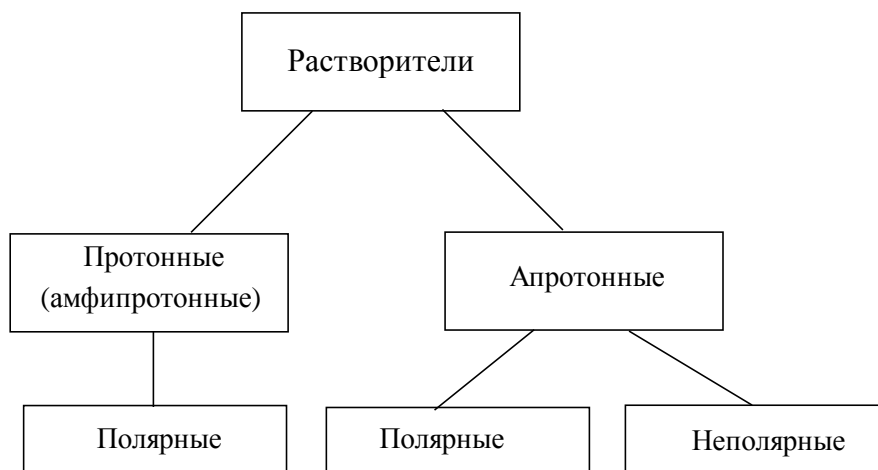 Растворители
Протонные
(амфипротонные)
Апротонные
Полярные
Полярные
Неполярные